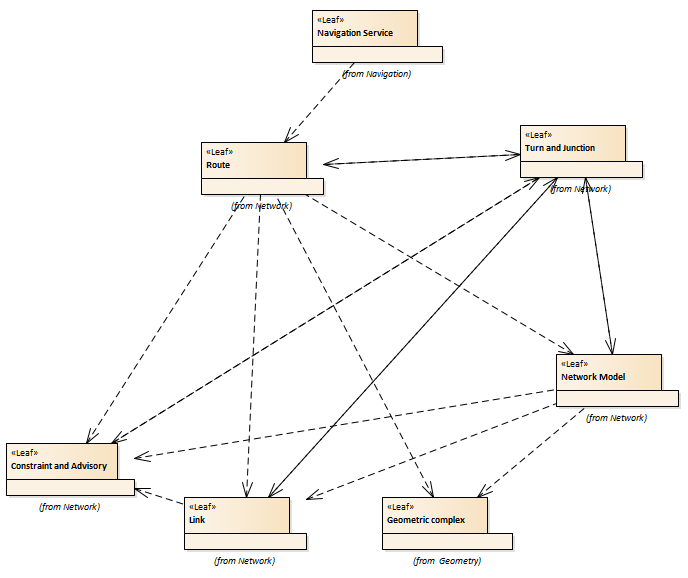 «Leaf»
Navigation Service
(from Navigation)
«Leaf»
Turn and Junction
(from Network)
«Leaf»
Route
(from Network)
«Leaf»
Network Model
(from Network)
«Leaf»
Constraint and Advisory
(from Network)
«Leaf»
Link
(from Network)
«Leaf»
Geometric complex
(from Geometry)